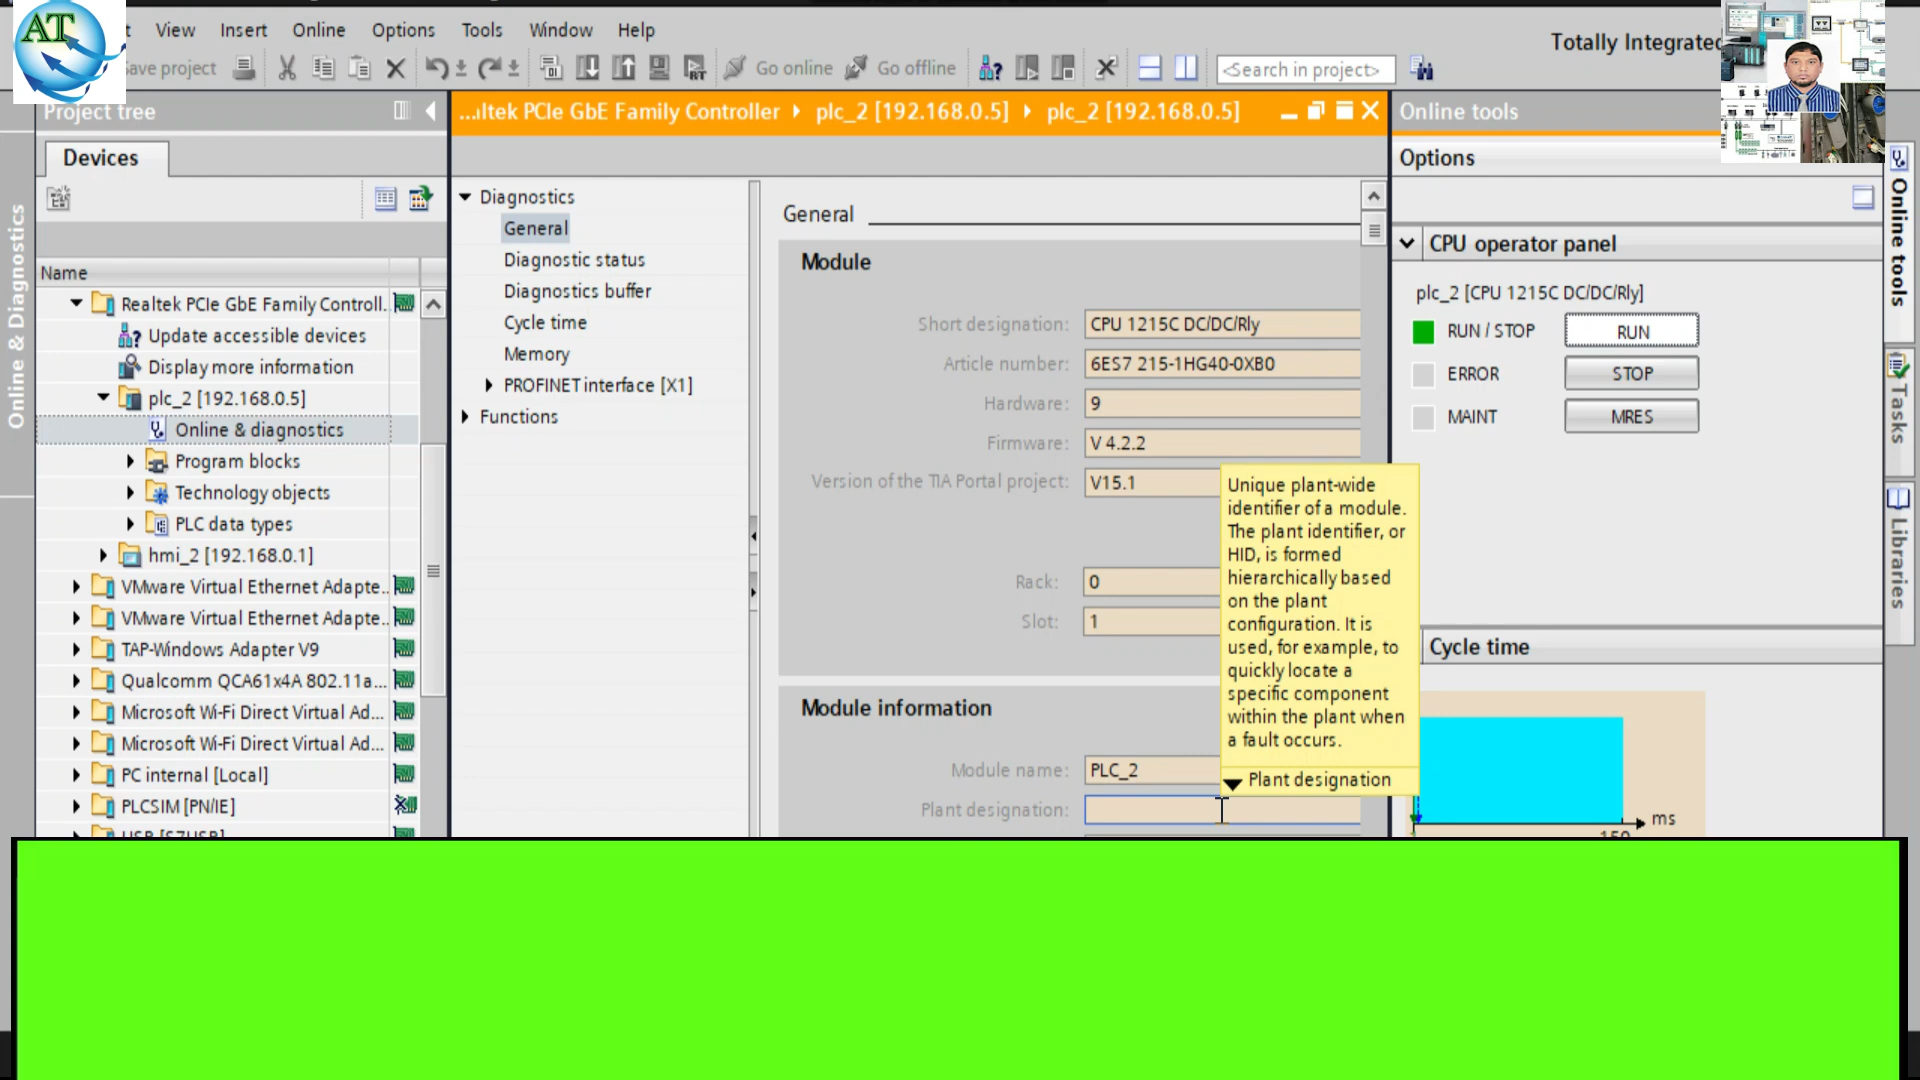 AT
View Insert Online Options Tools Window Help
Totally Integrated
Save project
Go online
Go offline
<Search in project>
Project tree
...ltek PCIe GbE Family Controller
plc_2 [192.168.0.5]
plc_2 [192.168.0.5]
Online tools
Devices
Options
Name
Realtek PCIe GbE Family Controll..
Update accessible devices
Display more information
plc_2 [192.168.0.5]
Online & diagnostics
Program blocks
Technology objects
PLC data types
hmi_2 [192.168.0.1]
VMware Virtual Ethernet Adapte..
VMware Virtual Ethernet Adapte..
TAP-Windows Adapter V9
Qualcomm QCA61x4A 802.11a...
Microsoft Wi-Fi Direct Virtual Ad...
Microsoft Wi-Fi Direct Virtual Ad...
PC internal [Local]
PLCSIM [PN/IE]
USB [S7USB]
Online & Diagnostics
Diagnostics
General
Diagnostic status
Diagnostics buffer
Cycle time
Memory
PROFINET interface [X1]
Functions
General
Module
Short designation: CPU 1215C DC/DC/Rly
Article number: 6ES7 215-1HG40-0XB0
Hardware: 9
Firmware: V 4.2.2
Version of the TIA Portal project: V15.1
Rack: 0
Slot: 1
Module information
Module name: PLC_2
Plant designation:
Unique plant-wide
identifier of a module.
The plant identifier, or
HID, is formed
hierarchically based
on the plant
configuration. It is
used, for example, to
quickly locate a
specific component
within the plant when
a fault occurs.
Plant designation
CPU operator panel
plc_2 [CPU 1215C DC/DC/Rly]
RUN / STOP RUN
ERROR STOP
MAINT MRES
Cycle time
ms
150
Online tools
Tasks
Libraries